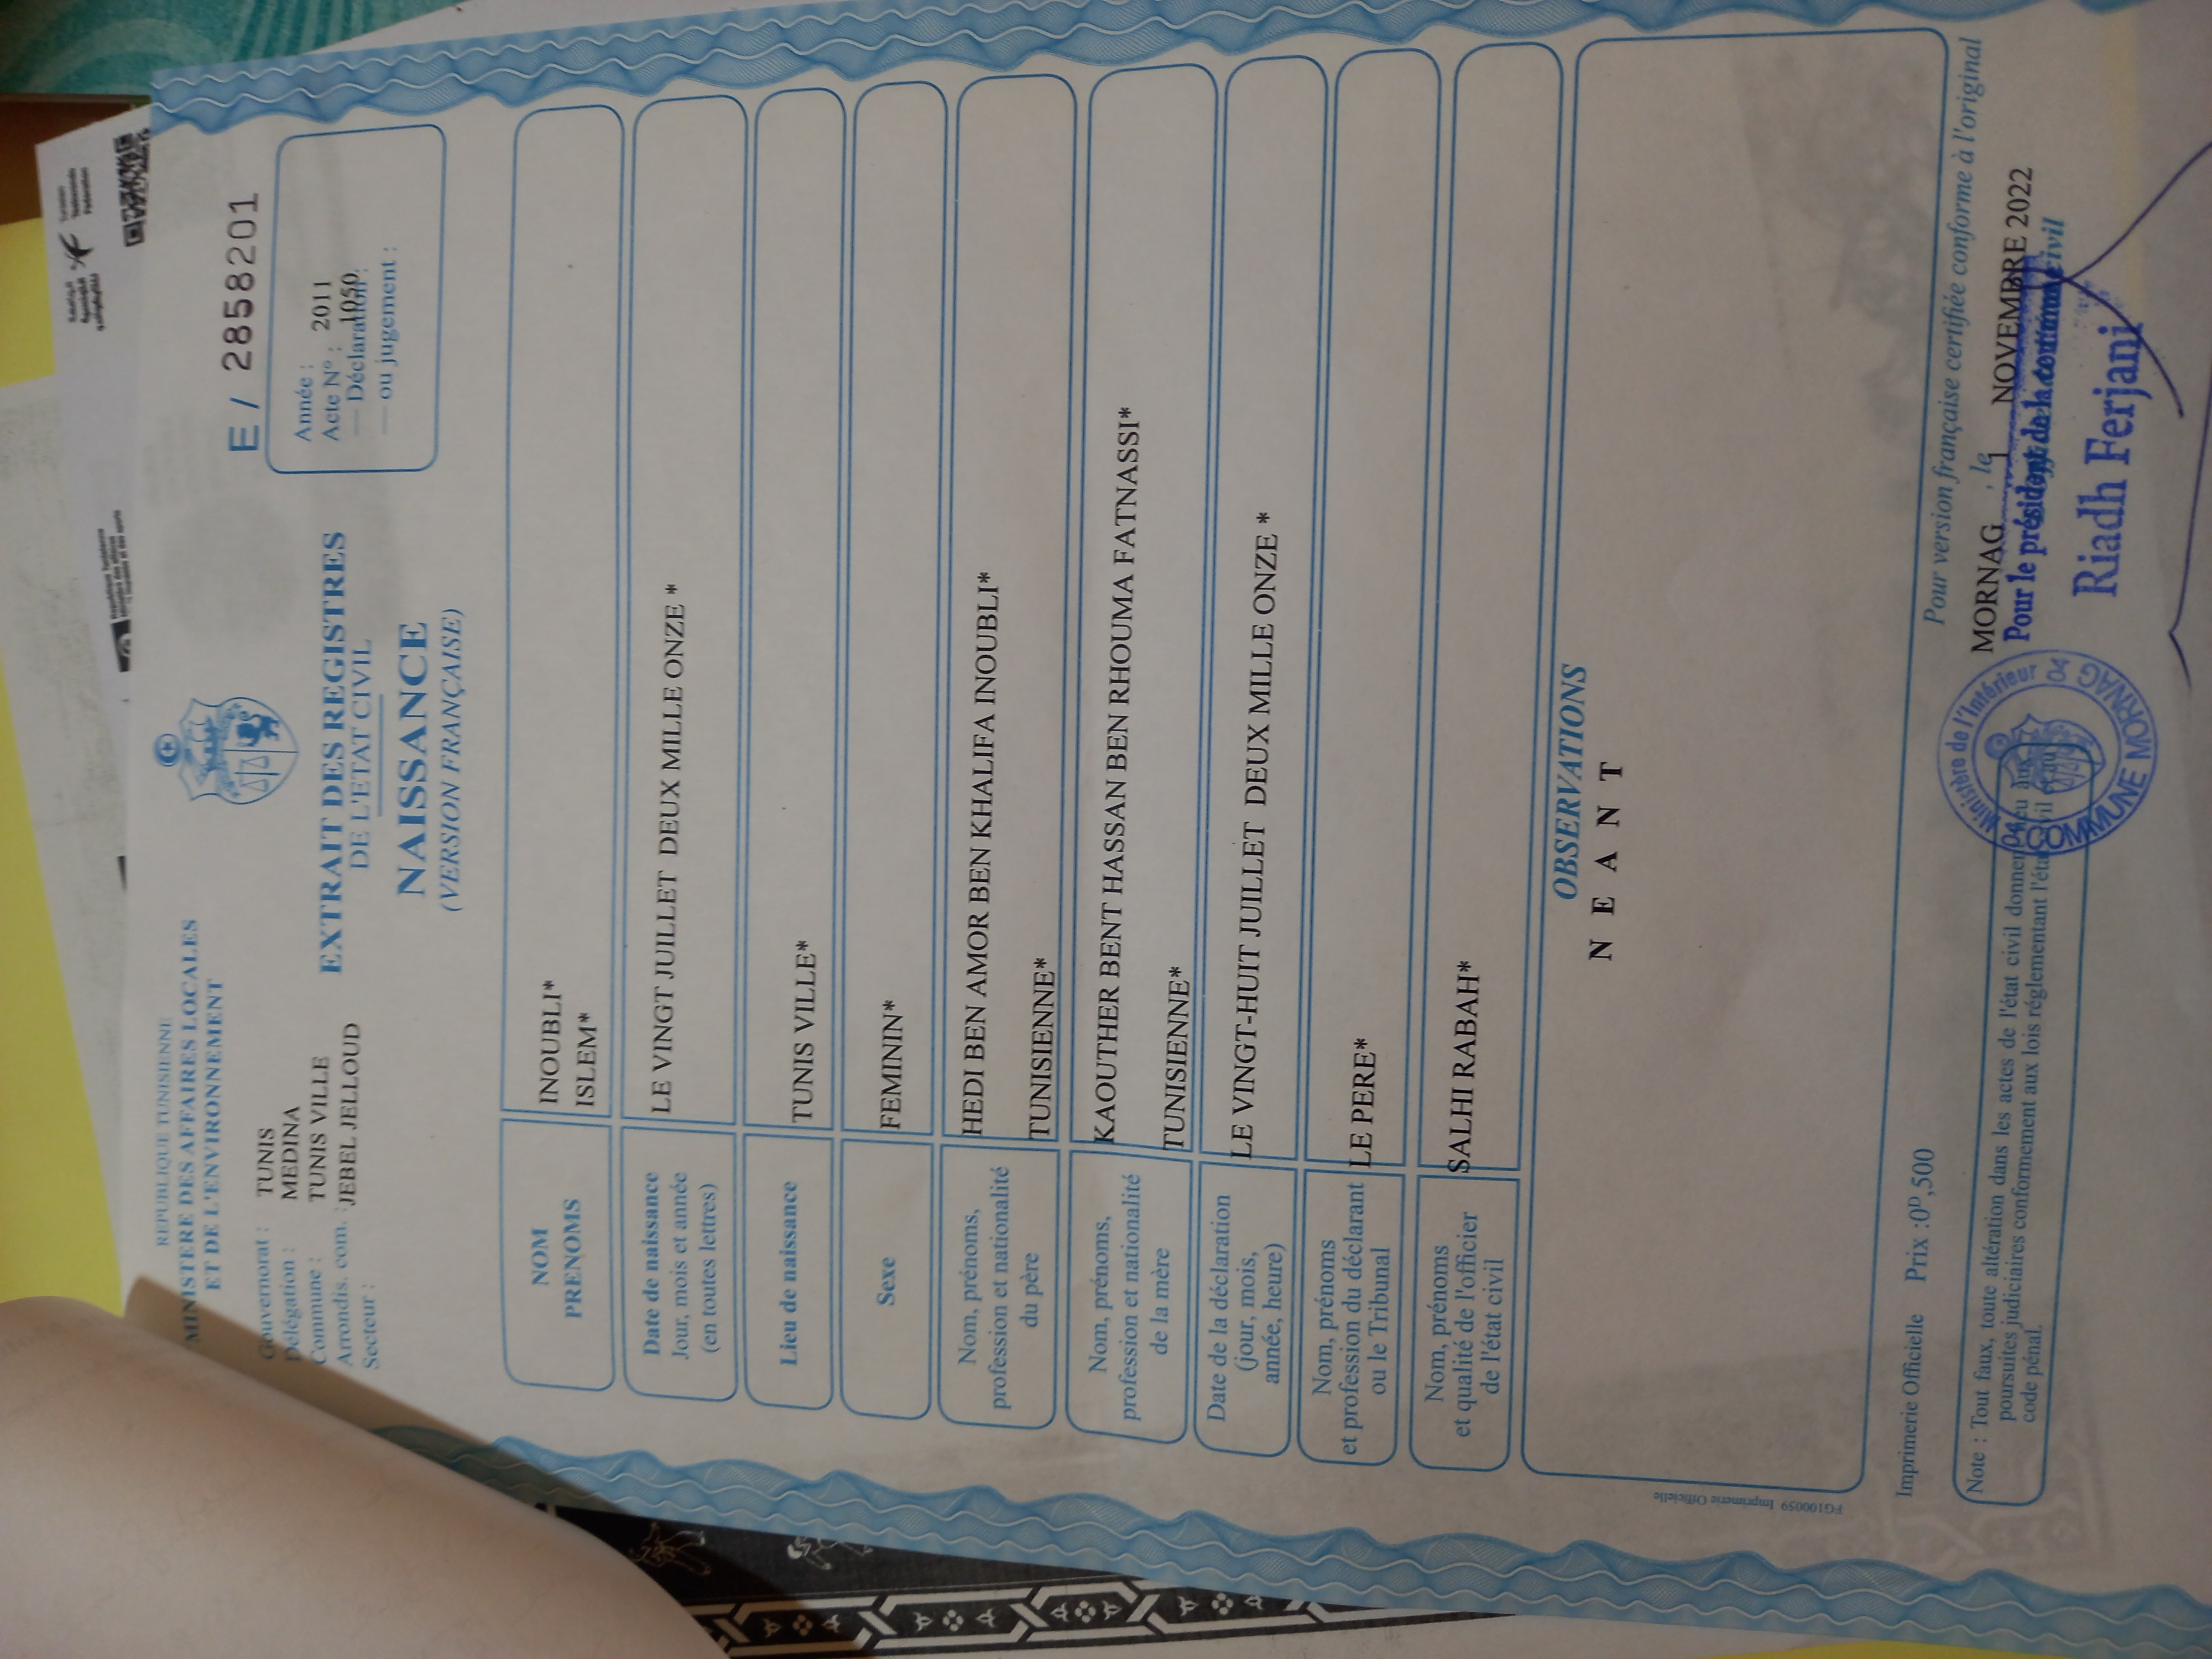 E / 2858201
REPUBLIQUE TUNISIENNE
MINISTERE DES AFFAIRES LOCALES
ET DE L'ENVIRONNEMENT
Gouvernorat : TUNIS
Délégation : MEDINA
Commune : TUNIS VILLE
Arrondis. com. : JEBEL JELLOUD
Secteur :
Année : 2011
Acte N° : 1050
— Déclaration:
— ou jugement :
EXTRAIT DES REGISTRES
DE L'ETAT CIVIL
NAISSANCE
(VERSION FRANÇAISE)
NOM INOUBLI*
PRENOMS ISLEM*
Date de naissance
Jour, mois et année
(en toutes lettres)
LE VINGT JUILLET DEUX MILLE ONZE *
Lieu de naissance TUNIS VILLE*
Sexe FEMININ*
Nom, prénoms,
profession et nationalité
du père
HEDI BEN AMOR BEN KHALIFA INOUBLI*
TUNISIENNE*
Nom, prénoms,
profession et nationalité
de la mère
KAOUTHER BENT HASSAN BEN RHOUMA FATNASSI*
TUNISIENNE*
Date de la déclaration
(jour, mois,
année, heure)
LE VINGT-HUIT JUILLET DEUX MILLE ONZE *
Nom, prénoms
et profession du déclarant
ou le Tribunal
LE PERE*
Nom, prénoms
et qualité de l'officier
de l'état civil
SALHI RABAH*
OBSERVATIONS
N E A N T
FG100059 Imprimerie Officielle
Pour version française certifiée conforme à l'original
Imprimerie Officielle Prix :0ᴰ,500
MORNAG , le 1 NOVEMBRE 2022
Pour le président de la commune
civil
Riadh Ferjani
Ministère de l'Intérieur
COMMUNE MORNAG
04
Note : Tout faux, toute altération dans les actes de l'état civil donnent lieu aux
poursuites judiciaires conformement aux lois réglementant l'état civil et au
code pénal.